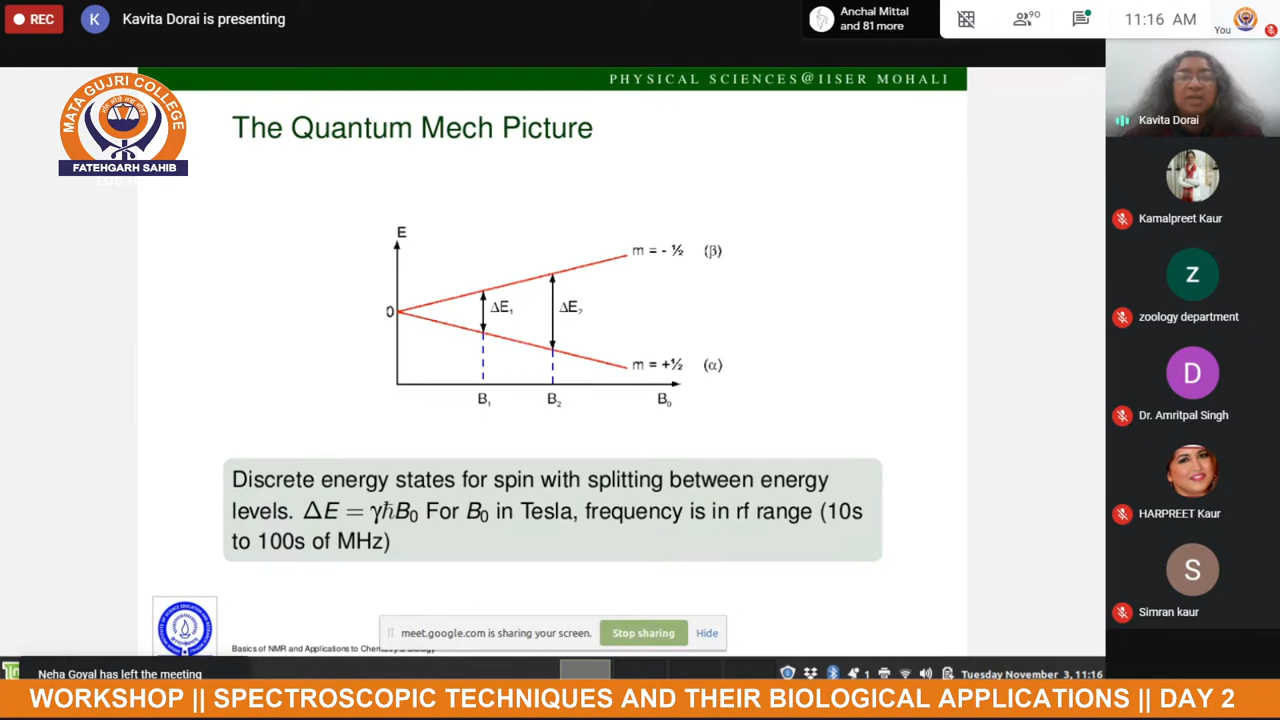 REC
K
Kavita Dorai is presenting
Anchal Mittal
and 81 more
90
11:16 AM
You
PHYSICAL SCIENCES@IISER MOHALI
MATA GUJRI COLLEGE
FATEHGARH SAHIB
The Quantum Mech Picture
Kavita Dorai
Kamalpreet Kaur
z
zoology department
D
Dr. Amritpal Singh
HARPREET Kaur
S
Simran kaur
E
m = - ½ (β)
0
ΔE₁
ΔE₂
m = +½ (α)
B₁
B₂
B₀
Discrete energy states for spin with splitting between energy
levels. ΔE = γℏB₀ For B₀ in Tesla, frequency is in rf range (10s
to 100s of MHz)
meet.google.com is sharing your screen.
Stop sharing
Hide
Basics of NMR and Applications to Chemistry & Biology
Neha Goyal has left the meeting
1
Tuesday November 3, 11:16
WORKSHOP || SPECTROSCOPIC TECHNIQUES AND THEIR BIOLOGICAL APPLICATIONS || DAY 2